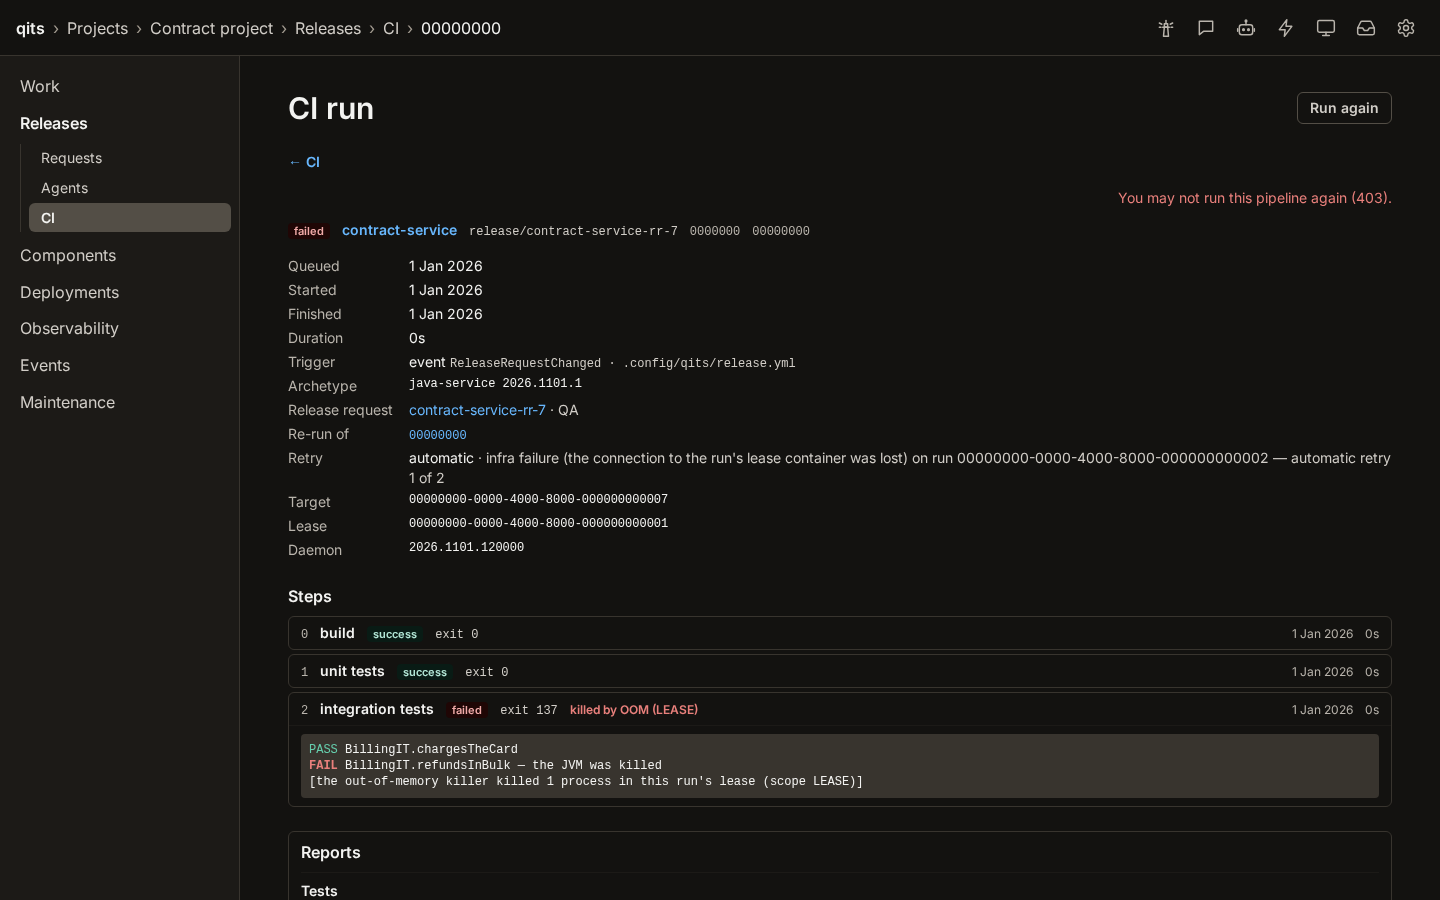 qits › Projects › Contract project › Releases › CI › 00000000
Work
Releases
Requests
Agents
CI
Components
Deployments
Observability
Events
Maintenance
CI run
Run again
← CI
You may not run this pipeline again (403).
failed contract-service release/contract-service-rr-7 0000000 00000000
Queued 1 Jan 2026
Started 1 Jan 2026
Finished 1 Jan 2026
Duration 0s
Trigger event ReleaseRequestChanged · .config/qits/release.yml
Archetype java-service 2026.1101.1
Release request contract-service-rr-7 · QA
Re-run of 00000000
Retry automatic · infra failure (the connection to the run's lease container was lost) on run 00000000-0000-4000-8000-000000000002 — automatic retry
1 of 2
Target 00000000-0000-4000-8000-000000000007
Lease 00000000-0000-4000-8000-000000000001
Daemon 2026.1101.120000
Steps
0 build success exit 0 1 Jan 2026 0s
1 unit tests success exit 0 1 Jan 2026 0s
2 integration tests failed exit 137 killed by OOM (LEASE) 1 Jan 2026 0s
PASS BillingIT.chargesTheCard
FAIL BillingIT.refundsInBulk — the JVM was killed
[the out-of-memory killer killed 1 process in this run's lease (scope LEASE)]
Reports
Tests